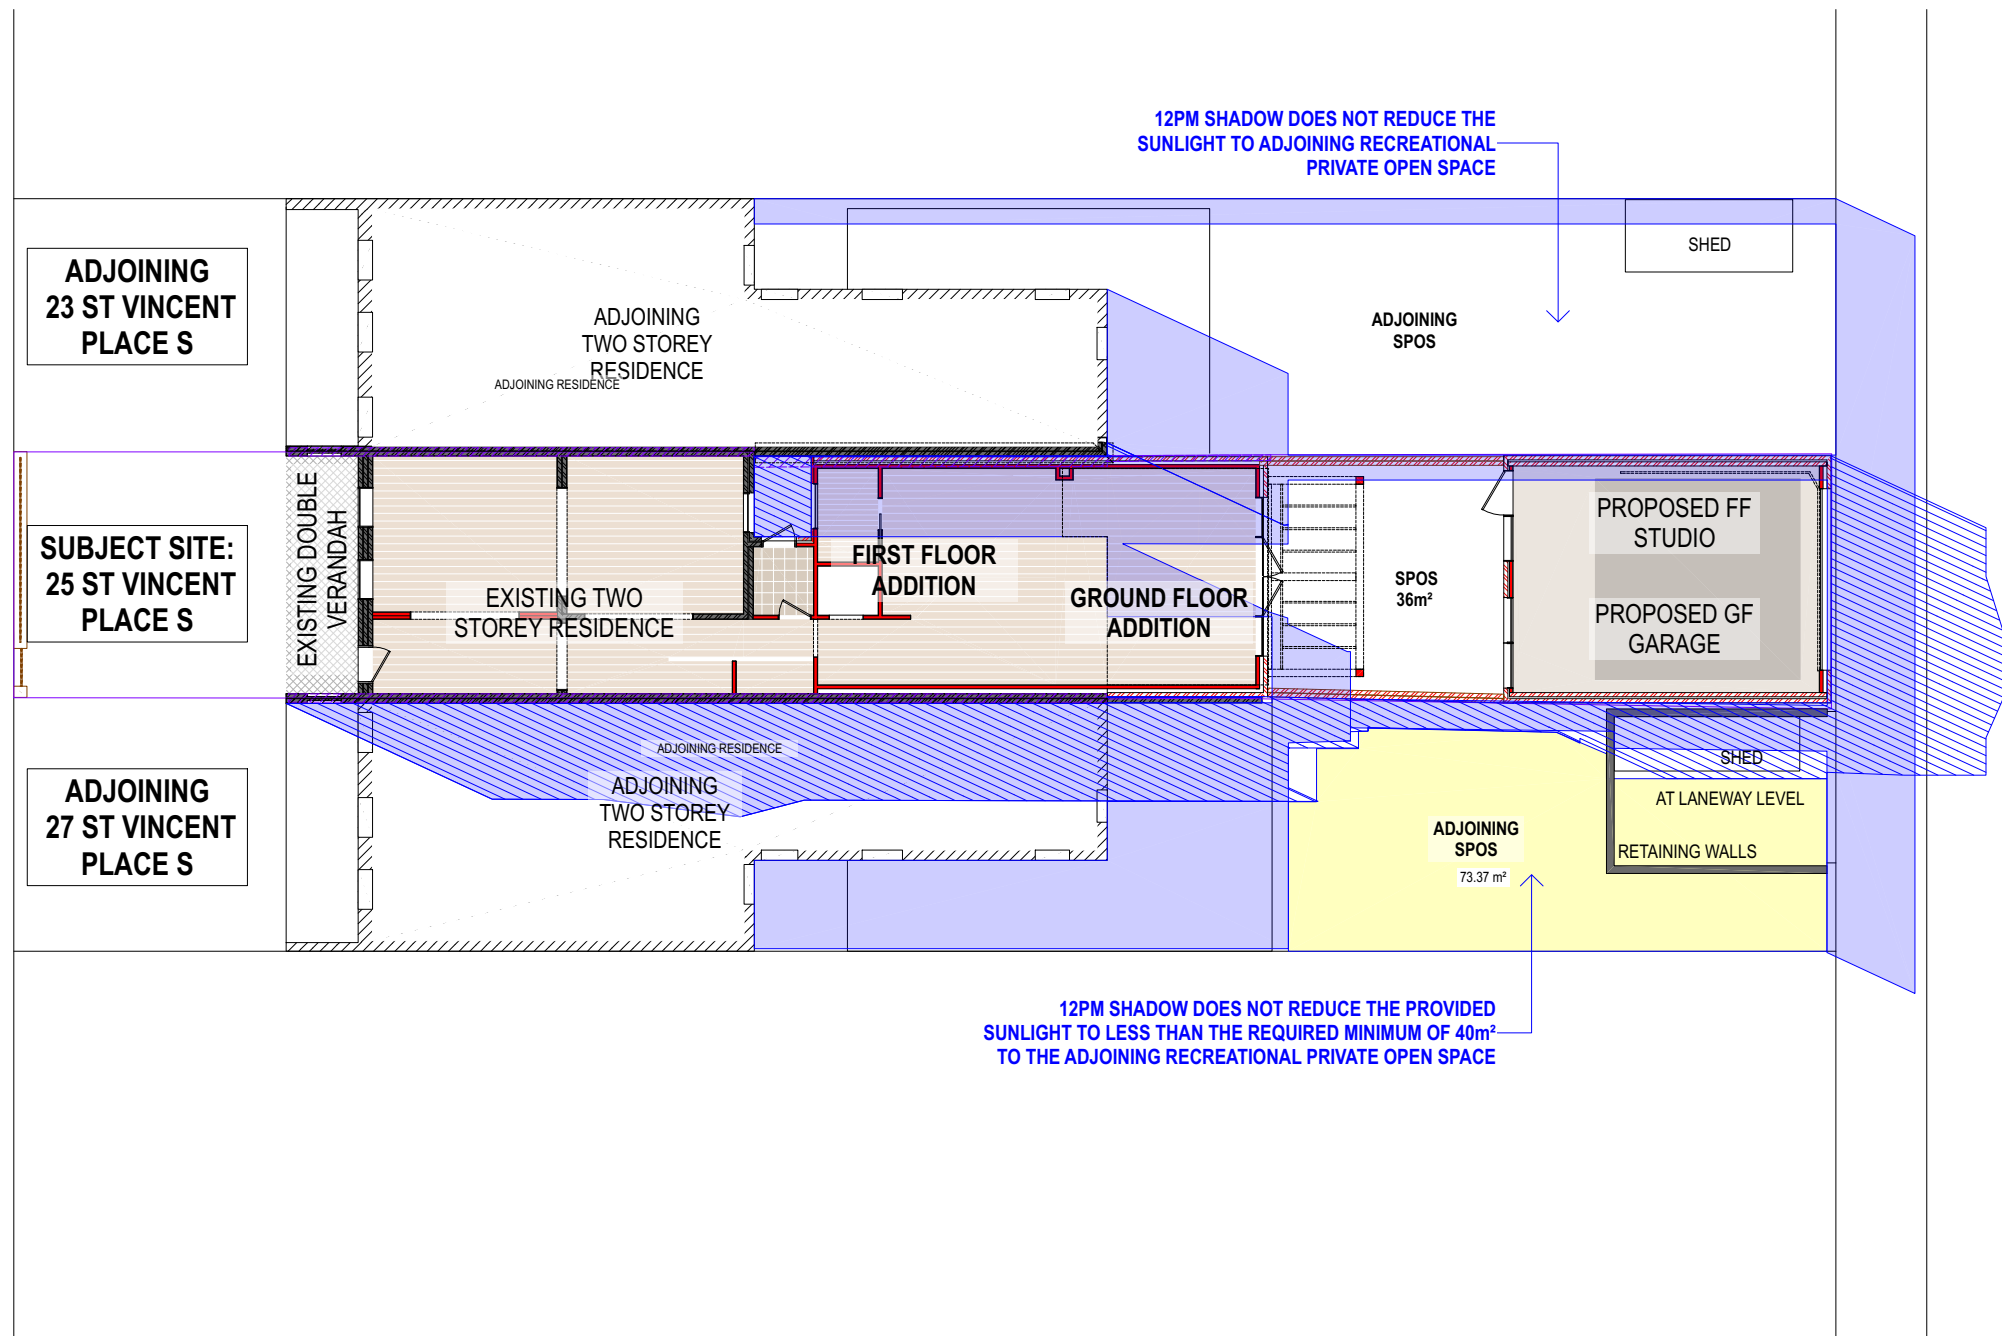 12PM SHADOW DOES NOT REDUCE THE
SUNLIGHT TO ADJOINING RECREATIONAL
PRIVATE OPEN SPACE
ADJOINING
23 ST VINCENT
PLACE S
SHED
ADJOINING
TWO STOREY
RESIDENCE
ADJOINING RESIDENCE
ADJOINING
SPOS
SUBJECT SITE:
25 ST VINCENT
PLACE S
EXISTING DOUBLE
VERANDAH
EXISTING TWO
STOREY RESIDENCE
FIRST FLOOR
ADDITION
GROUND FLOOR
ADDITION
SPOS
36m²
PROPOSED FF
STUDIO
PROPOSED GF
GARAGE
ADJOINING
27 ST VINCENT
PLACE S
ADJOINING RESIDENCE
ADJOINING
TWO STOREY
RESIDENCE
SHED
AT LANEWAY LEVEL
RETAINING WALLS
ADJOINING
SPOS
73.37 m²
12PM SHADOW DOES NOT REDUCE THE PROVIDED
SUNLIGHT TO LESS THAN THE REQUIRED MINIMUM OF 40m²
TO THE ADJOINING RECREATIONAL PRIVATE OPEN SPACE